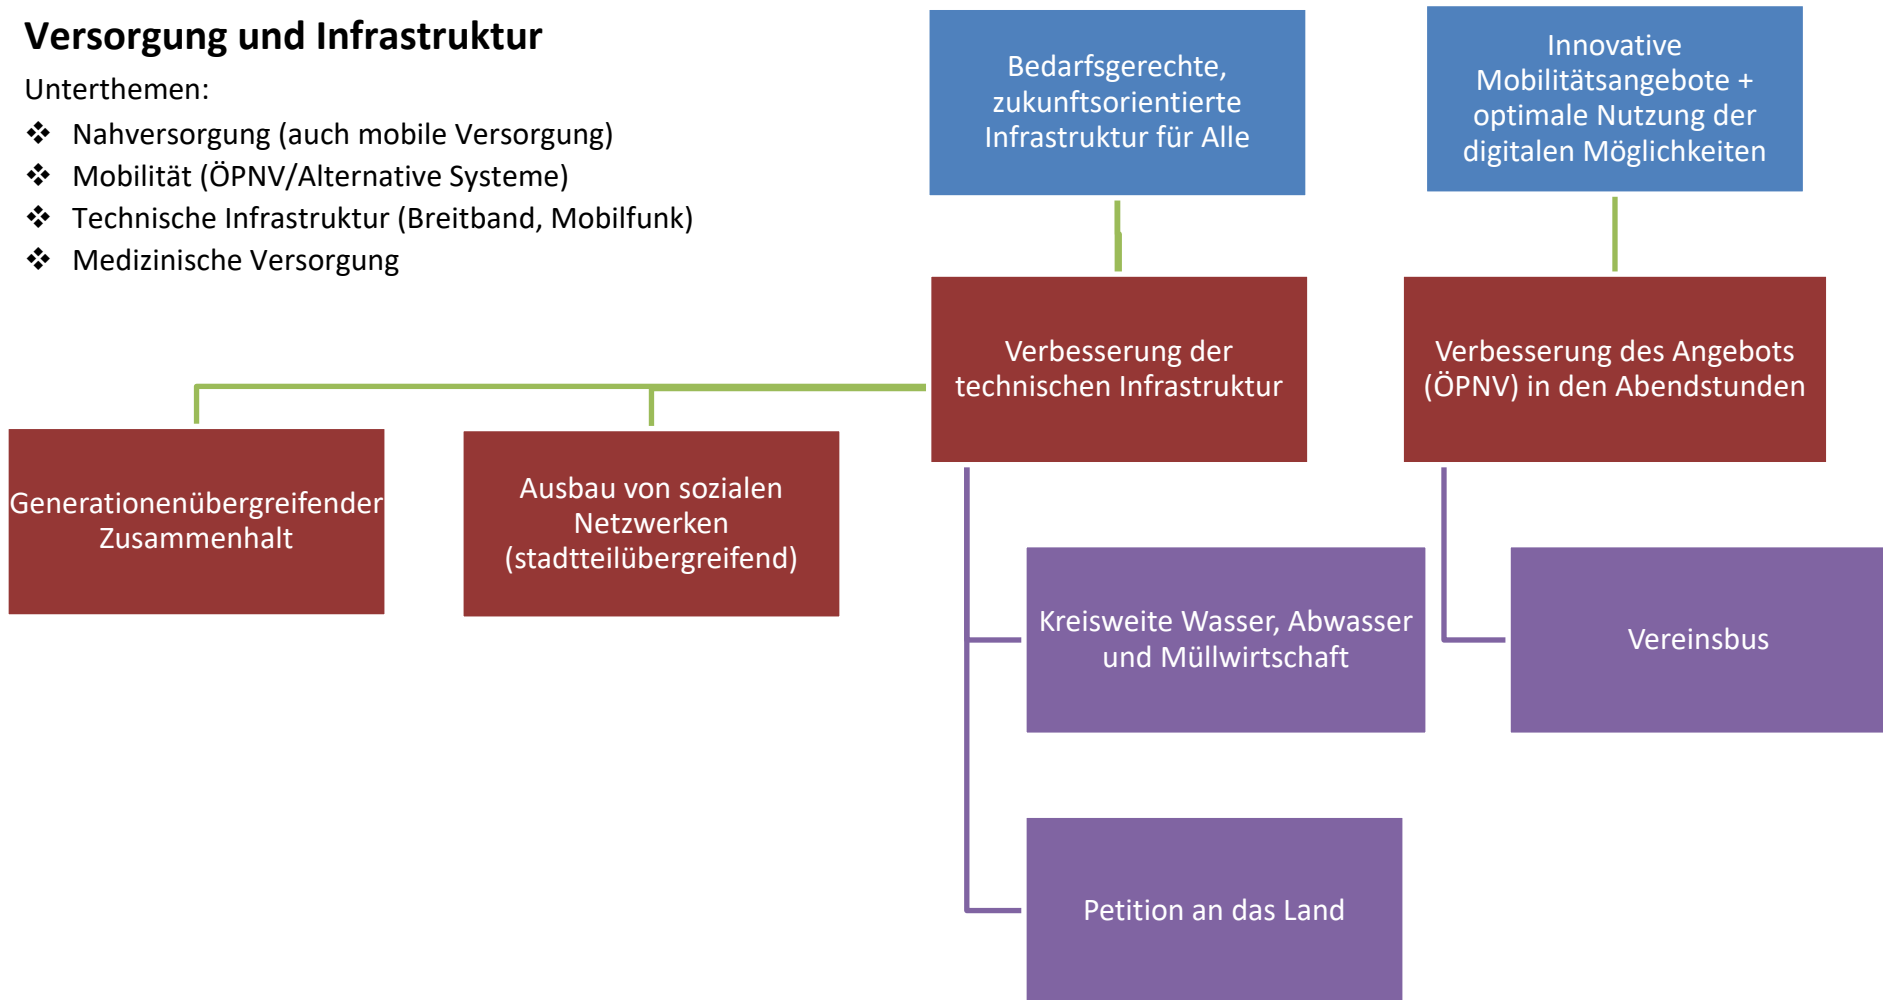 Versorgung und Infrastruktur
Unterthemen:
❖ Nahversorgung (auch mobile Versorgung)
❖ Mobilität (ÖPNV/Alternative Systeme)
❖ Technische Infrastruktur (Breitband, Mobilfunk)
❖ Medizinische Versorgung
Bedarfsgerechte,
zukunftsorientierte
Infrastruktur für Alle
Innovative
Mobilitätsangebote +
optimale Nutzung der
digitalen Möglichkeiten
Verbesserung der
technischen Infrastruktur
Verbesserung des Angebots
(ÖPNV) in den Abendstunden
Generationenübergreifender
Zusammenhalt
Ausbau von sozialen
Netzwerken
(stadtteilübergreifend)
Kreisweite Wasser, Abwasser
und Müllwirtschaft
Vereinsbus
Petition an das Land